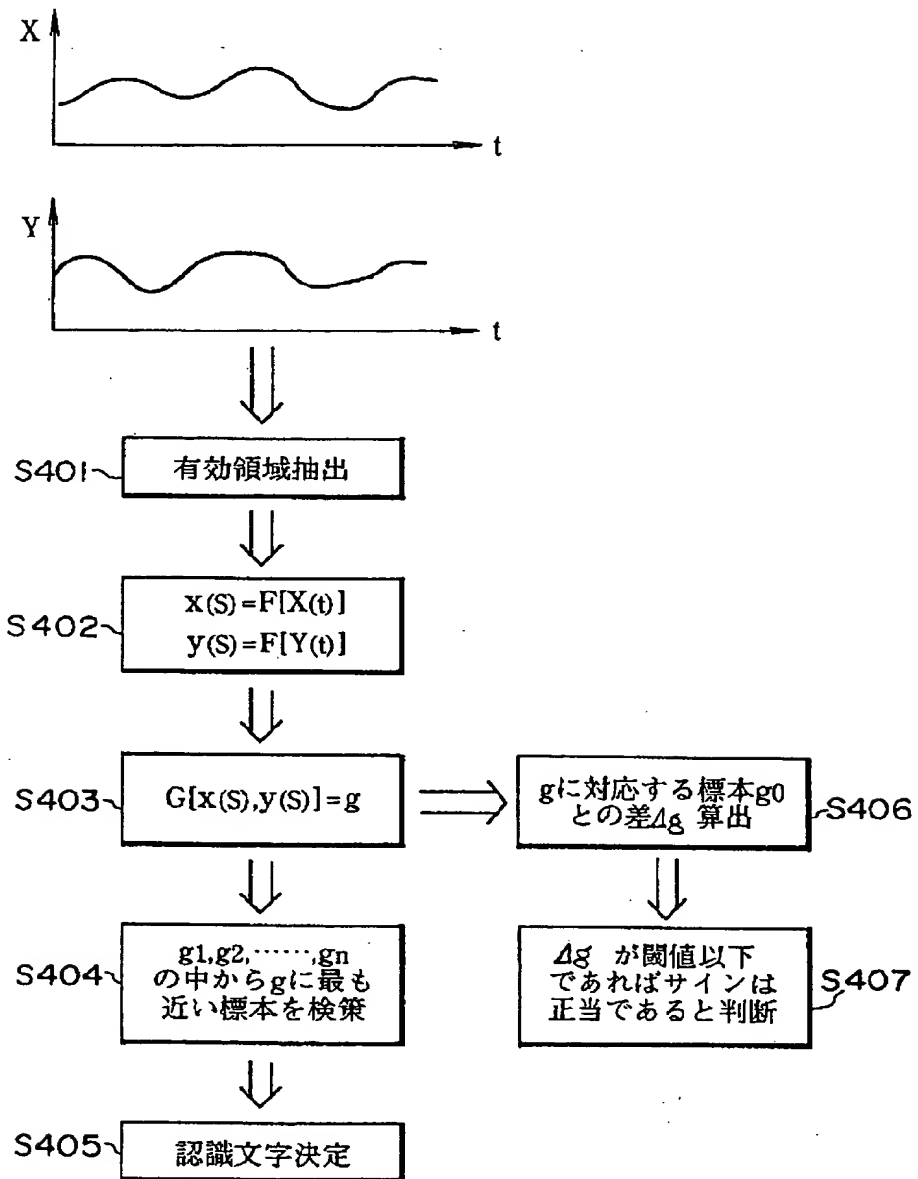 X
t
Y
t
S401
有効領域抽出
S402
x(S)=F[X(t)]
y(S)=F[Y(t)]
S403
G[x(S),y(S)]=g
gに対応する標本g0
との差Δg 算出
S406
S404
g1,g2,……,gn
の中からgに最も
近い標本を検策
Δg が閾値以下
であればサインは
正当であると判断
S407
S405
認識文字決定